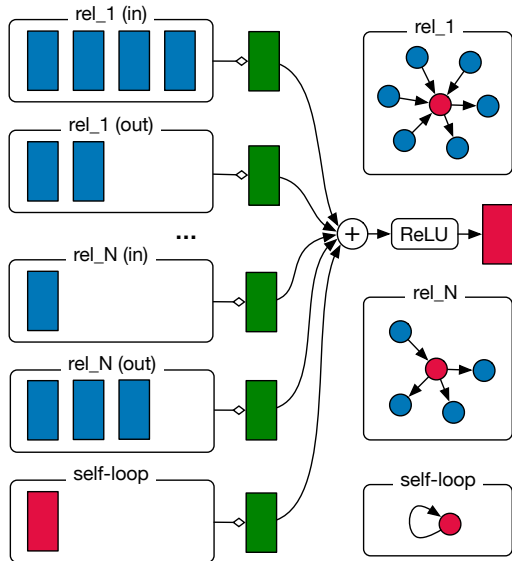 rel_1 (in)
rel_1 (out)
...
rel_N (in)
rel_N (out)
self-loop
+
ReLU
rel_1
rel_N
self-loop